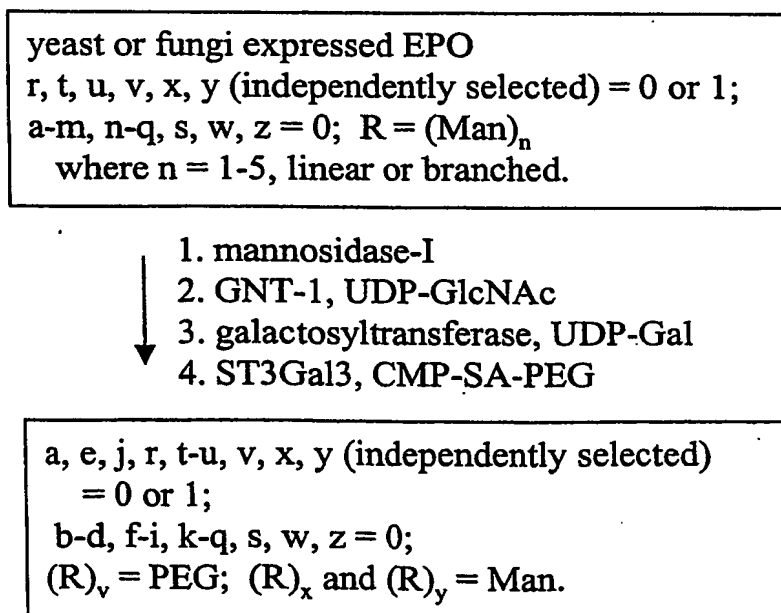 yeast or fungi expressed EPO
r, t, u, v, x, y (independently selected) = 0 or 1;
a-m, n-q, s, w, z = 0; R = (Man)n
where n = 1-5, linear or branched.
1. mannosidase-I
2. GNT-1, UDP-GlcNAc
3. galactosyltransferase, UDP-Gal
4. ST3Gal3, CMP-SA-PEG
a, e, j, r, t-u, v, x, y (independently selected)
= 0 or 1;
b-d, f-i, k-q, s, w, z = 0;
(R)v = PEG; (R)x and (R)y = Man.